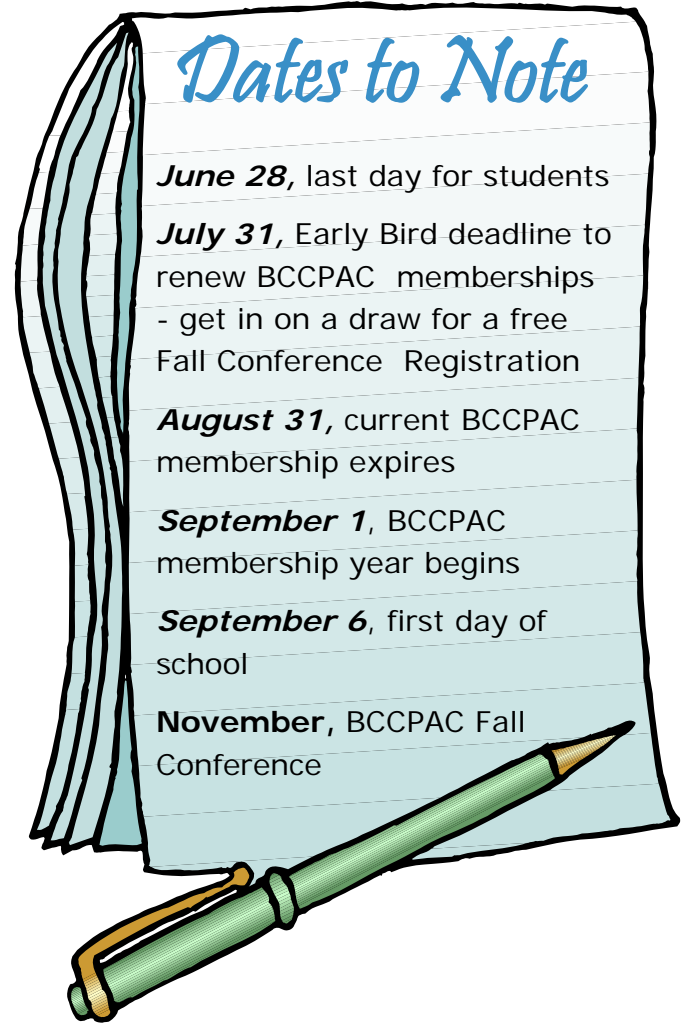 Dates to Note
June 28, last day for students
July 31, Early Bird deadline to
renew BCCPAC memberships
- get in on a draw for a free
Fall Conference Registration
August 31, current BCCPAC
membership expires
September 1, BCCPAC
membership year begins
September 6, first day of
school
November, BCCPAC Fall
Conference